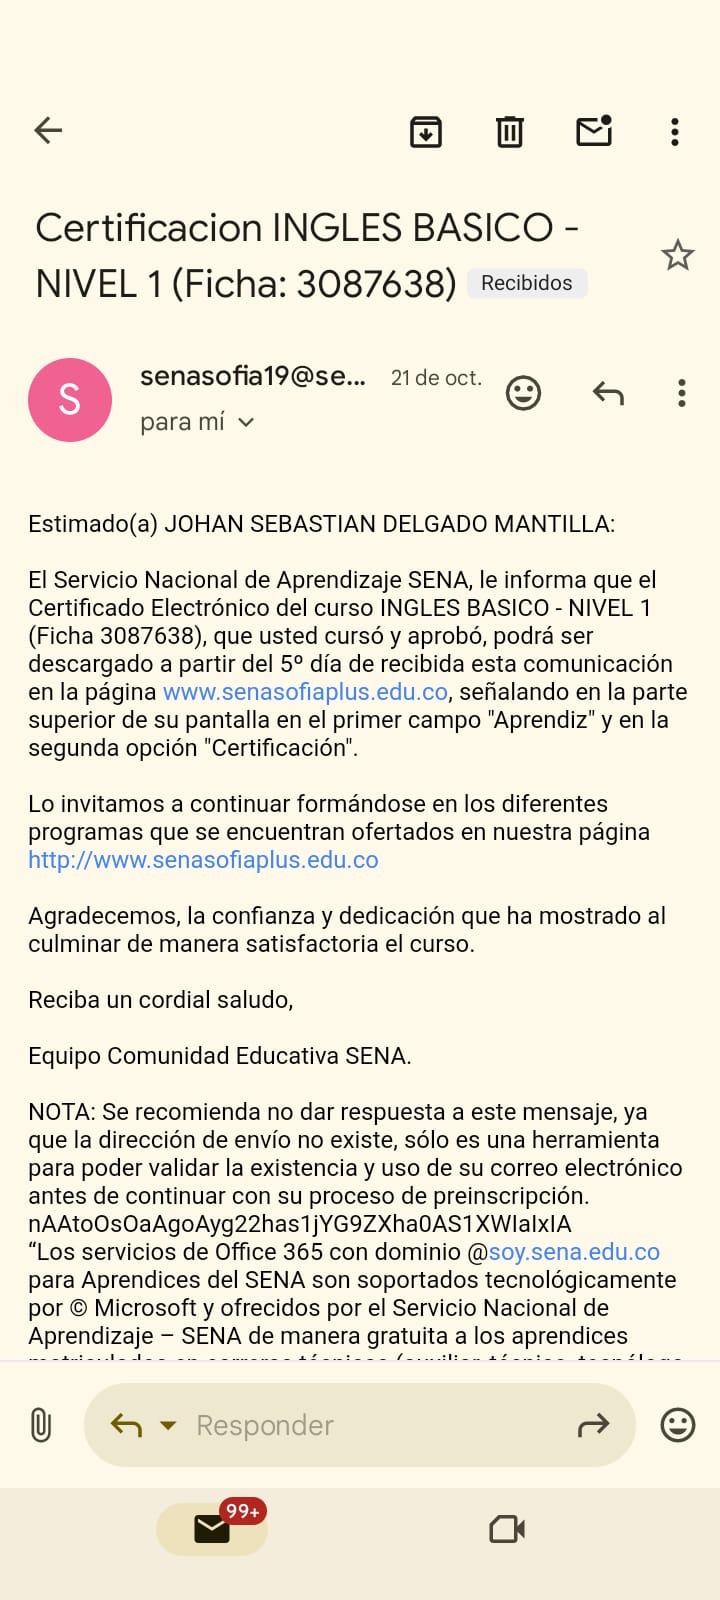 Certificacion INGLES BASICO -
NIVEL 1 (Ficha: 3087638) Recibidos
S
senasofia19@se... 21 de oct.
para mí
Estimado(a) JOHAN SEBASTIAN DELGADO MANTILLA:
El Servicio Nacional de Aprendizaje SENA, le informa que el
Certificado Electrónico del curso INGLES BASICO - NIVEL 1
(Ficha 3087638), que usted cursó y aprobó, podrá ser
descargado a partir del 5º día de recibida esta comunicación
en la página www.senasofiaplus.edu.co, señalando en la parte
superior de su pantalla en el primer campo "Aprendiz" y en la
segunda opción "Certificación".
Lo invitamos a continuar formándose en los diferentes
programas que se encuentran ofertados en nuestra página
http://www.senasofiaplus.edu.co
Agradecemos, la confianza y dedicación que ha mostrado al
culminar de manera satisfactoria el curso.
Reciba un cordial saludo,
Equipo Comunidad Educativa SENA.
NOTA: Se recomienda no dar respuesta a este mensaje, ya
que la dirección de envío no existe, sólo es una herramienta
para poder validar la existencia y uso de su correo electrónico
antes de continuar con su proceso de preinscripción.
nAAtoOsOaAgoAyg22has1jYG9ZXha0AS1XWIaIxIA
“Los servicios de Office 365 con dominio @soy.sena.edu.co
para Aprendices del SENA son soportados tecnológicamente
por © Microsoft y ofrecidos por el Servicio Nacional de
Aprendizaje – SENA de manera gratuita a los aprendices
Responder
99+